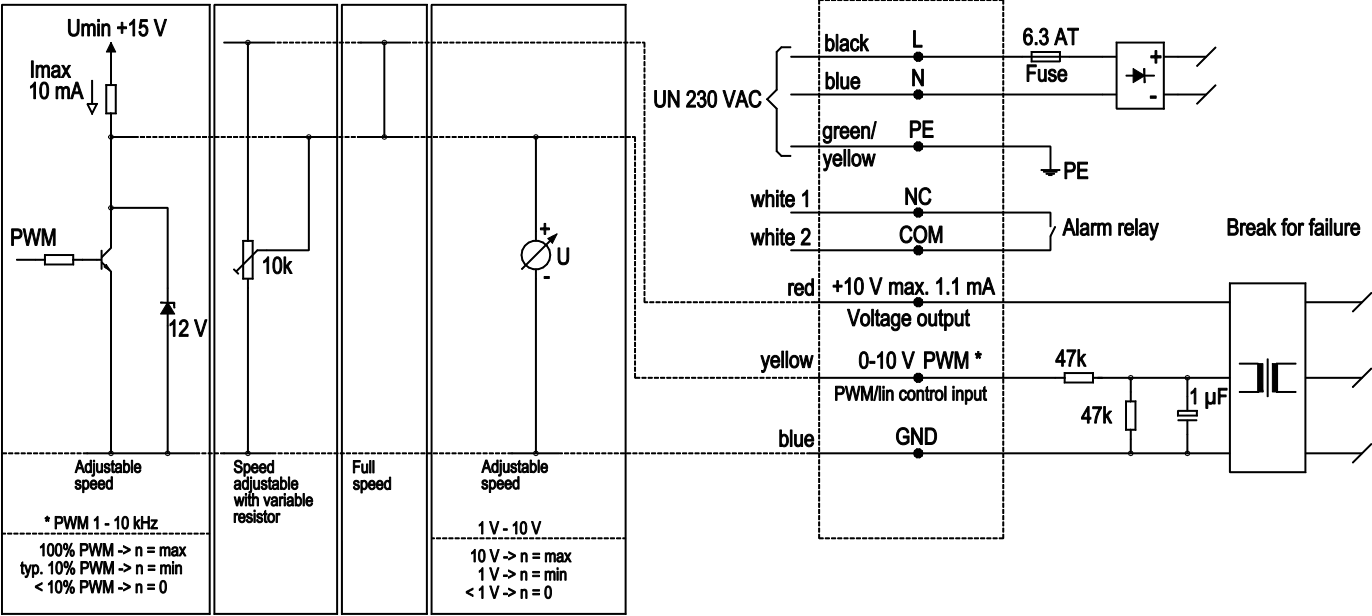 Umin +15 V
Imax
10 mA
PWM
12 V
Adjustable
speed
* PWM 1 - 10 kHz
100% PWM -> n = max
typ. 10% PWM -> n = min
< 10% PWM -> n = 0
10k
Speed
adjustable
with variable
resistor
Full
speed
+
U
-
Adjustable
speed
1 V - 10 V
10 V -> n = max
1 V -> n = min
< 1 V -> n = 0
UN 230 VAC
black
L
6.3 AT
Fuse
+
-
blue
N
green/
yellow
PE
PE
white 1
NC
white 2
COM
Alarm relay
Break for failure
red
+10 V max. 1.1 mA
Voltage output
yellow
0-10 V PWM *
PWM/lin control input
47k
47k
1 µF
blue
GND